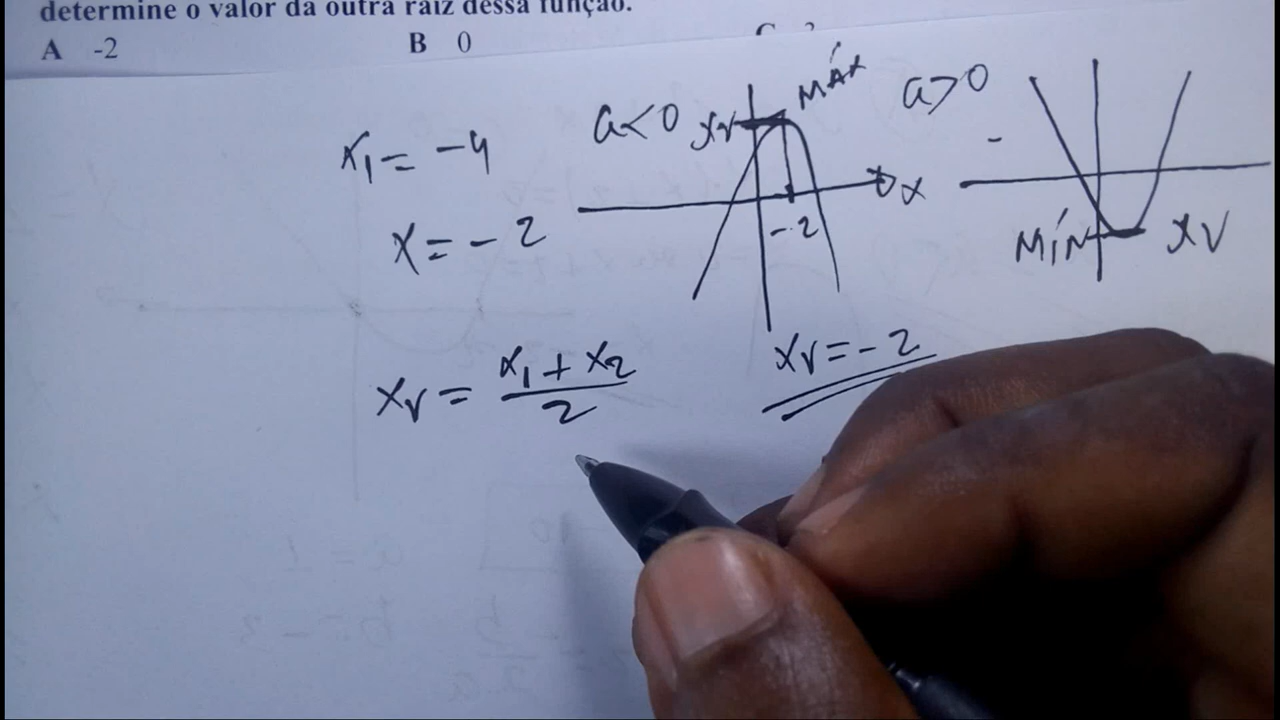 determine o valor da outra raiz dessa função.
A -2 B 0
MÁX
a<0 xv
a>0
x₁ = -4
x
-2
x = -2
MÍN xv
xv = (x₁ + x₂)/2
xv = -2